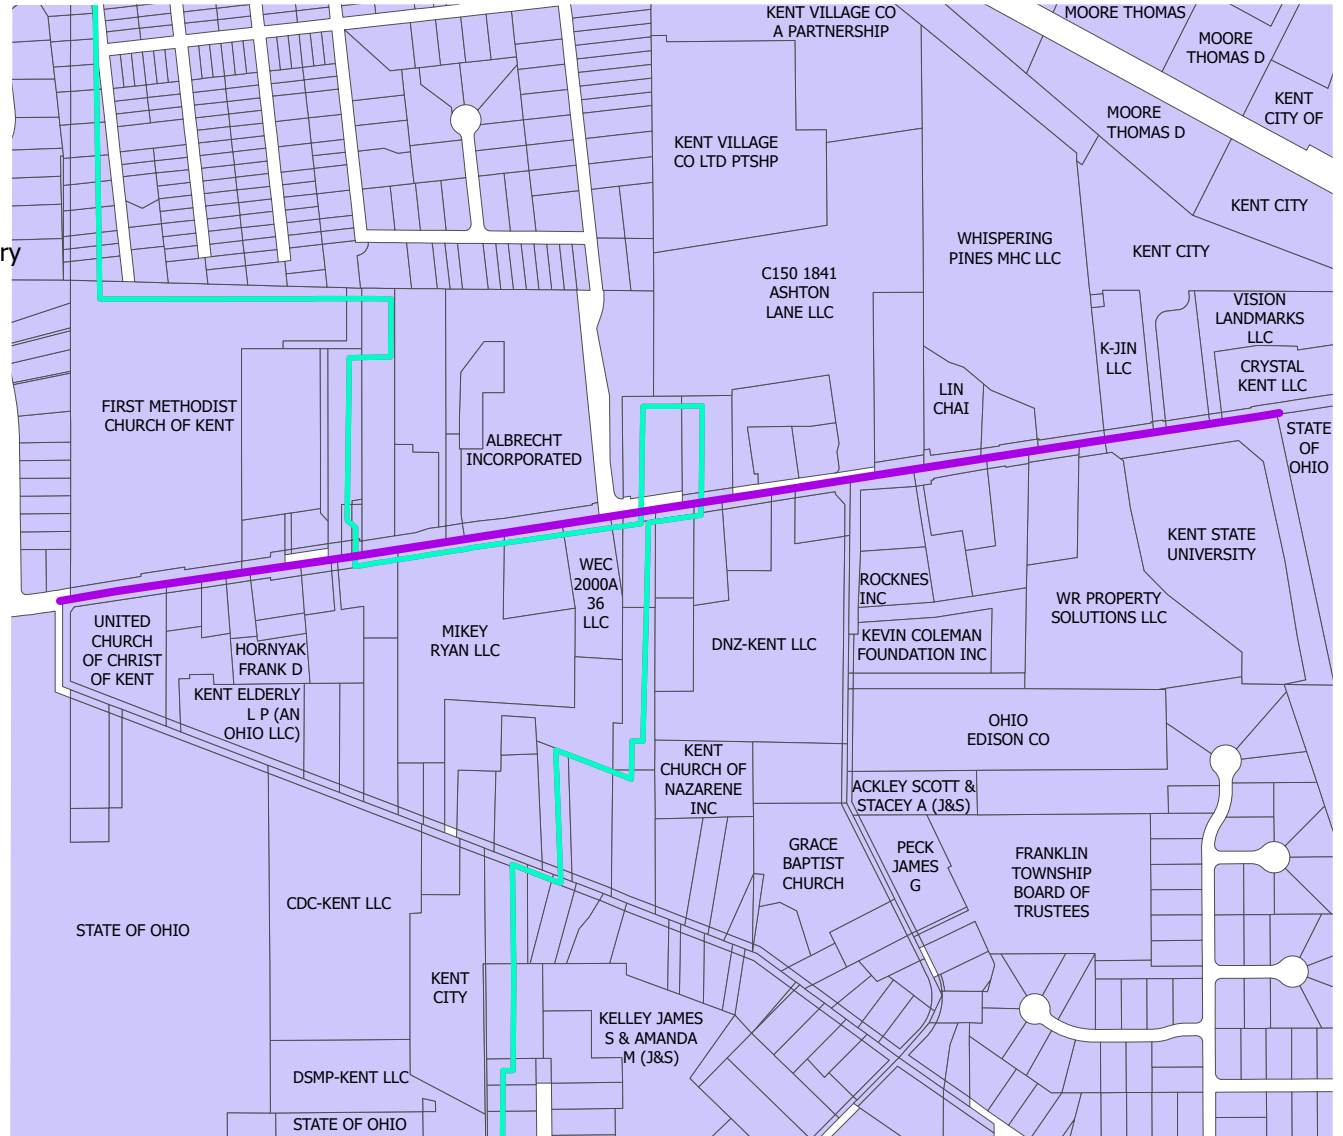 KENT VILLAGE CO
A PARTNERSHIP
MOORE THOMAS
MOORE
THOMAS D
KENT
CITY OF
MOORE
THOMAS D
KENT VILLAGE
CO LTD PTSHP
KENT CITY
ry
WHISPERING
PINES MHC LLC
KENT CITY
C150 1841
ASHTON
LANE LLC
VISION
LANDMARKS
LLC
K-JIN
LLC
CRYSTAL
KENT LLC
LIN
CHAI
FIRST METHODIST
CHURCH OF KENT
ALBRECHT
INCORPORATED
STATE
OF
OHIO
KENT STATE
UNIVERSITY
WEC
2000A
36
LLC
ROCKNES
INC
WR PROPERTY
SOLUTIONS LLC
UNITED
CHURCH
OF CHRIST
OF KENT
HORNYAK
FRANK D
MIKEY
RYAN LLC
DNZ-KENT LLC
KEVIN COLEMAN
FOUNDATION INC
KENT ELDERLY
L P (AN
OHIO LLC)
OHIO
EDISON CO
KENT
CHURCH OF
NAZARENE
INC
ACKLEY SCOTT &
STACEY A (J&S)
GRACE
BAPTIST
CHURCH
PECK
JAMES
G
FRANKLIN
TOWNSHIP
BOARD OF
TRUSTEES
CDC-KENT LLC
STATE OF OHIO
KENT
CITY
KELLEY JAMES
S & AMANDA
M (J&S)
DSMP-KENT LLC
STATE OF OHIO